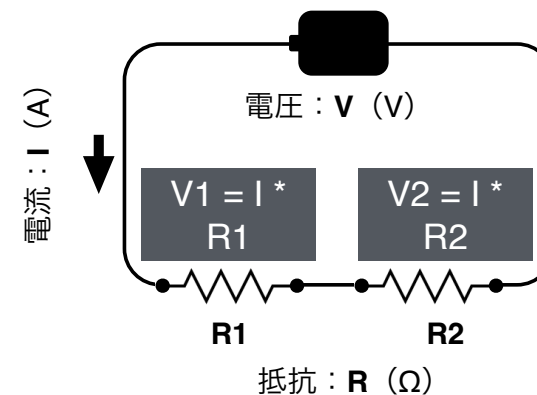 電圧：V（V）
電流：I（A）
V1 = I *
R1
V2 = I *
R2
R1
R2
抵抗：R（Ω）